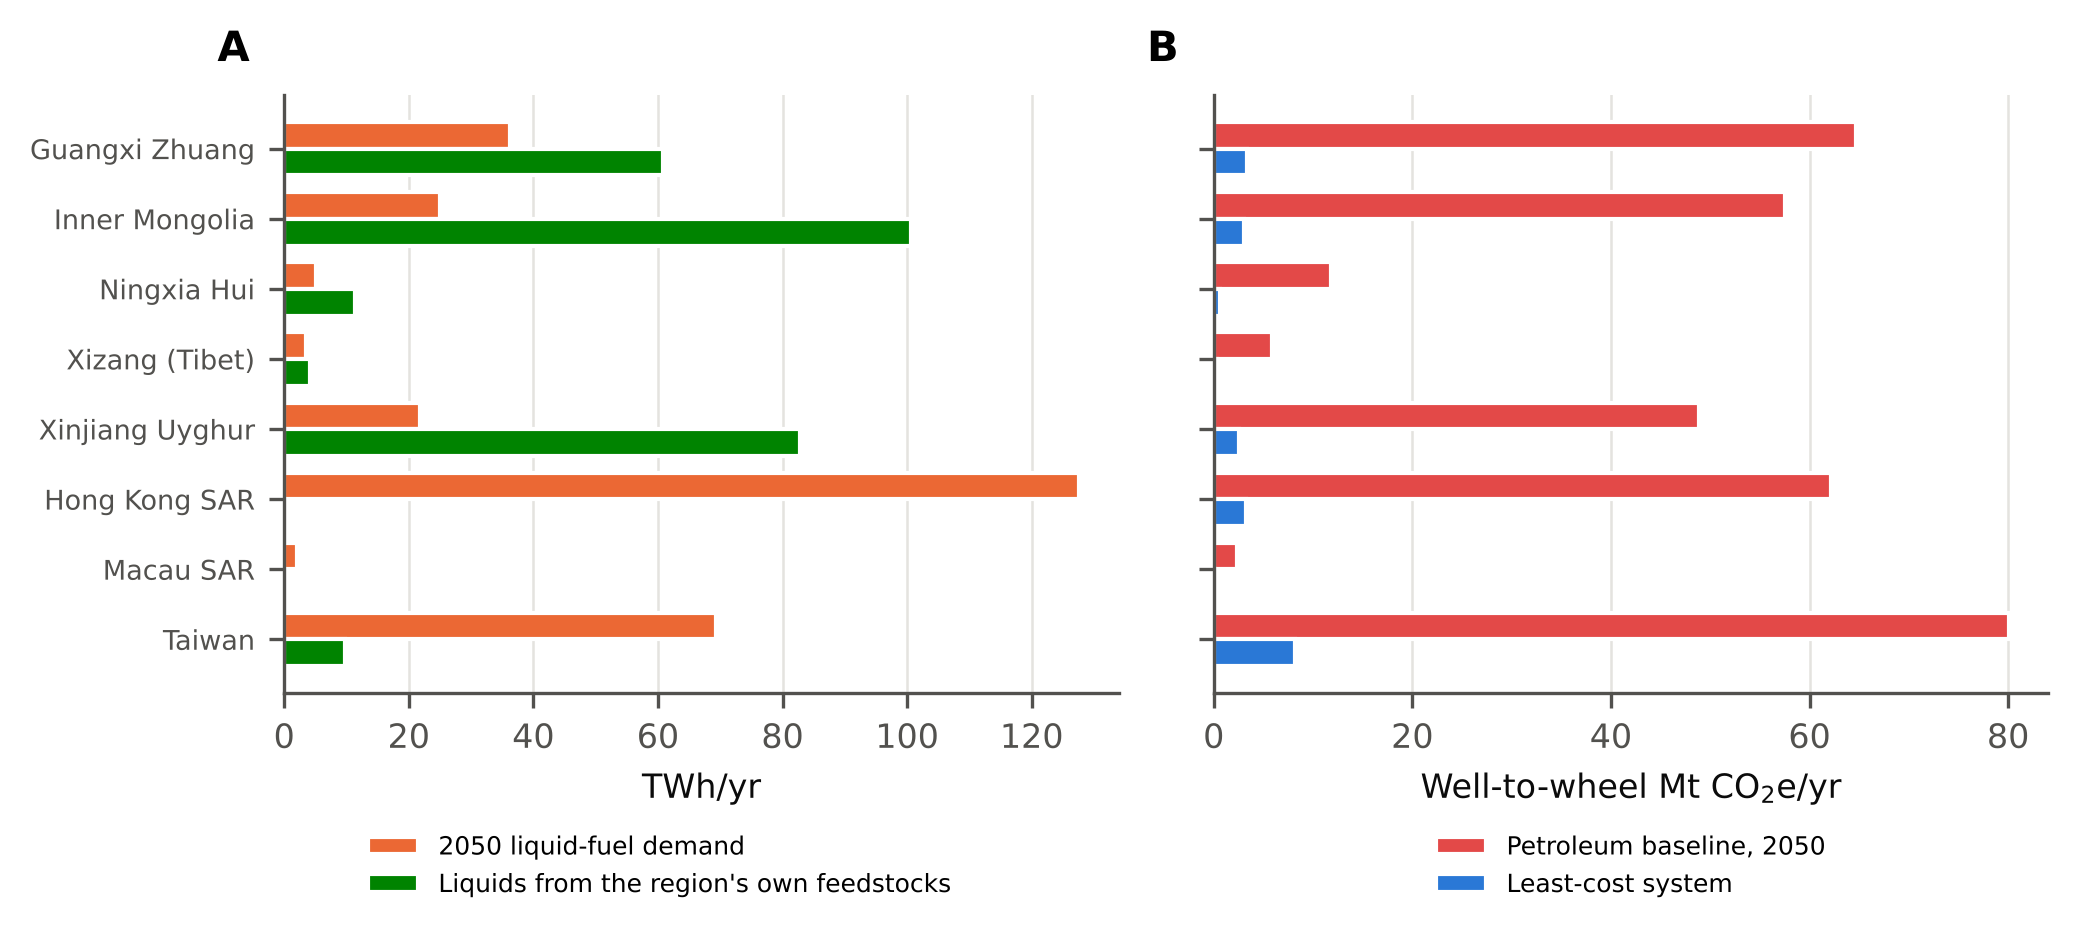 A
B
Guangxi Zhuang
Inner Mongolia
Ningxia Hui
Xizang (Tibet)
Xinjiang Uyghur
Hong Kong SAR
Macau SAR
Taiwan
0 20 40 60 80 100 120
TWh/yr
2050 liquid-fuel demand
Liquids from the region's own feedstocks
0 20 40 60 80
Well-to-wheel Mt CO₂e/yr
Petroleum baseline, 2050
Least-cost system